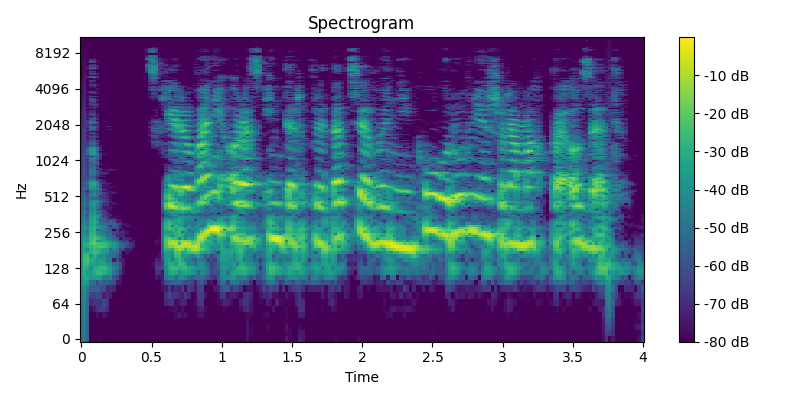 Spectrogram
8192
4096
2048
1024
512
256
128
64
0
Hz
0
0.5
1
1.5
2
2.5
3
3.5
4
Time
-10 dB
-20 dB
-30 dB
-40 dB
-50 dB
-60 dB
-70 dB
-80 dB